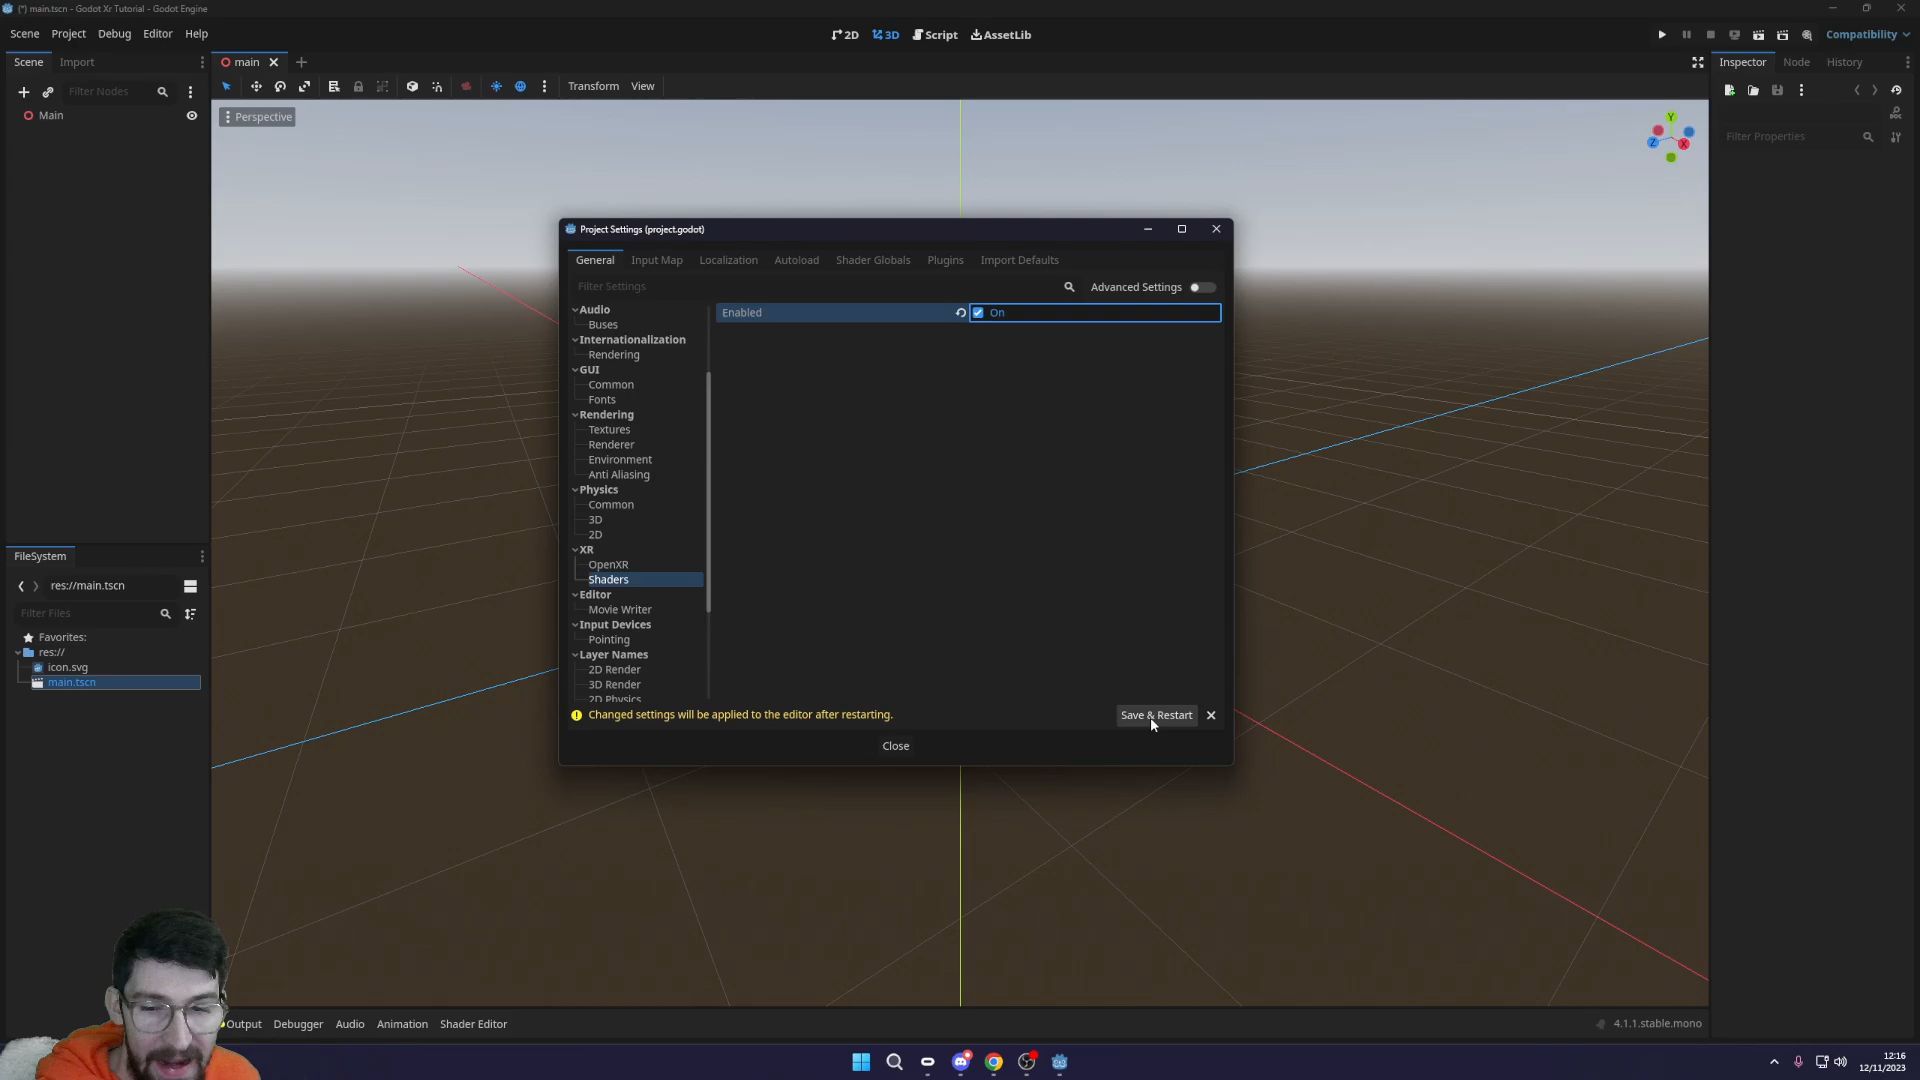 (*) main.tscn - Godot Xr Tutorial - Godot Engine
Scene Project Debug Editor Help
2D 3D Script AssetLib
Compatibility
Scene Import
main
Inspector Node History
Filter Nodes
Transform View
Main
Perspective
Y
Z
X
Filter Properties
Project Settings (project.godot)
General Input Map Localization Autoload Shader Globals Plugins Import Defaults
Filter Settings
Advanced Settings
Audio
Buses
Internationalization
Rendering
GUI
Common
Fonts
Rendering
Textures
Renderer
Environment
Anti Aliasing
Physics
Common
3D
2D
XR
OpenXR
Shaders
Editor
Movie Writer
Input Devices
Pointing
Layer Names
2D Render
3D Render
2D Physics
Enabled On
Changed settings will be applied to the editor after restarting.
Save & Restart
Close
FileSystem
res://main.tscn
Filter Files
Favorites:
res://
icon.svg
main.tscn
Output Debugger Audio Animation Shader Editor
4.1.1.stable.mono
12:16
12/11/2023